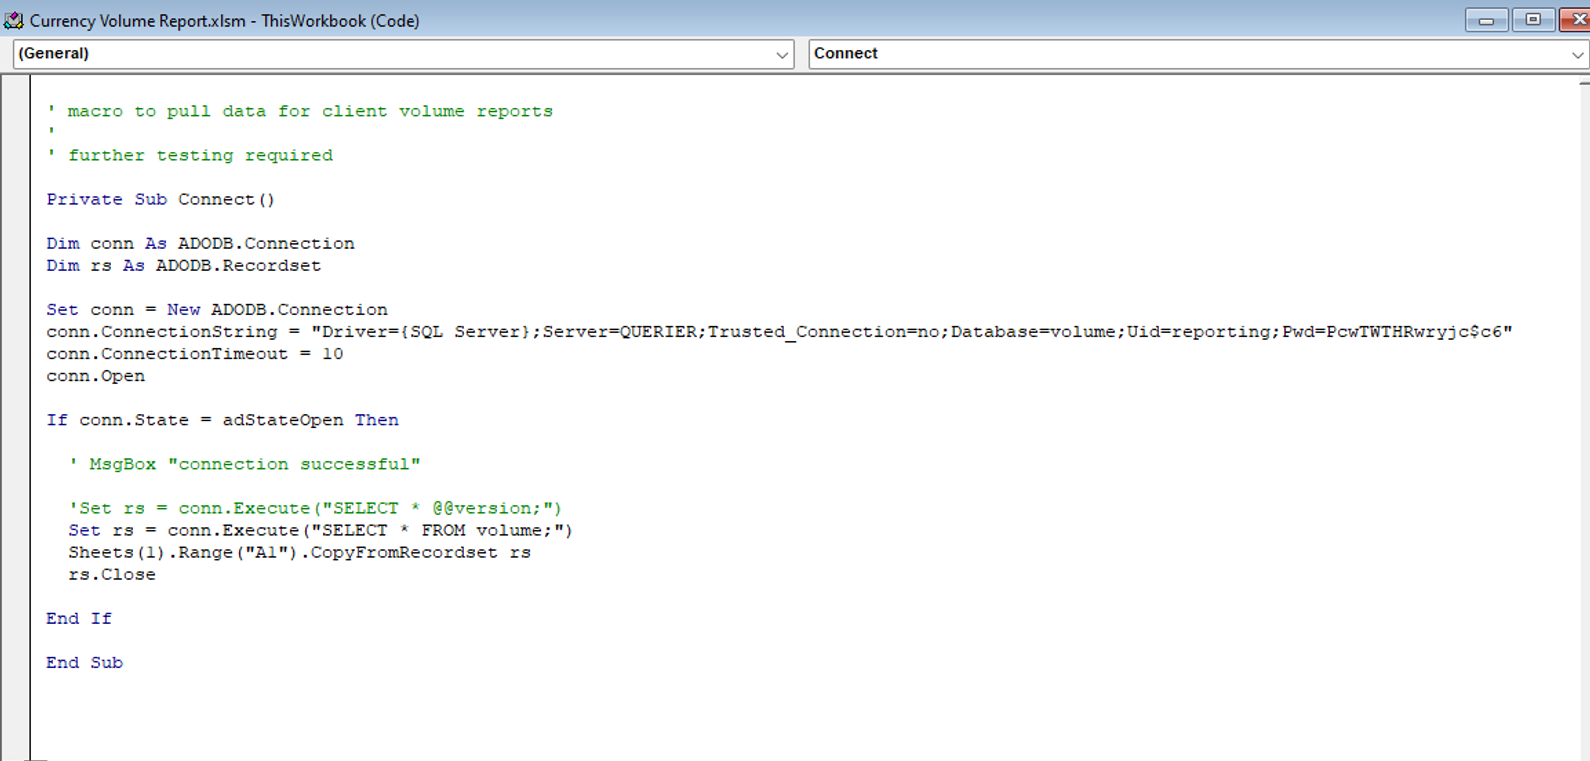 Currency Volume Report.xlsm - ThisWorkbook (Code)
(General)
Connect
' macro to pull data for client volume reports
'
' further testing required
Private Sub Connect()
Dim conn As ADODB.Connection
Dim rs As ADODB.Recordset
Set conn = New ADODB.Connection
conn.ConnectionString = "Driver={SQL Server};Server=QUERIER;Trusted_Connection=no;Database=volume;Uid=reporting;Pwd=PcwTWTHRwryjc$c6"
conn.ConnectionTimeout = 10
conn.Open
If conn.State = adStateOpen Then
' MsgBox "connection successful"
'Set rs = conn.Execute("SELECT * @@version;")
Set rs = conn.Execute("SELECT * FROM volume;")
Sheets(1).Range("A1").CopyFromRecordset rs
rs.Close
End If
End Sub